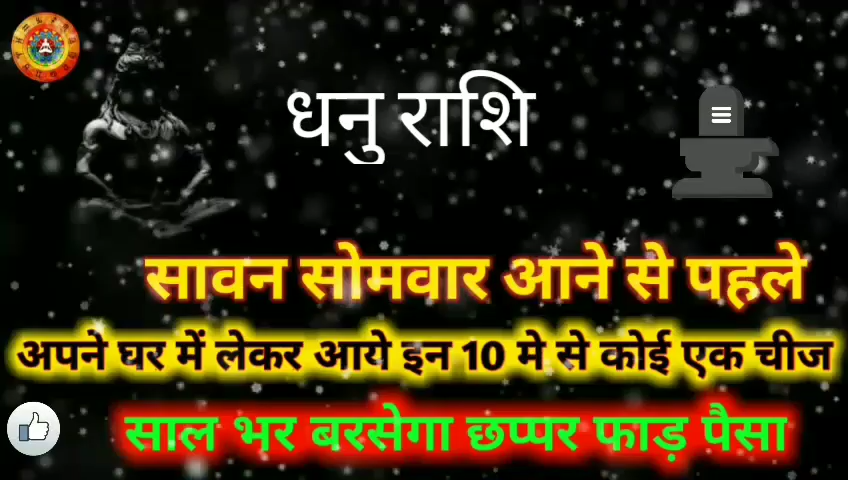 धनु राशि
सावन सोमवार आने से पहले
अपने घर में लेकर आये इन 10 मे से कोई एक चीज
साल भर बरसेगा छप्पर फाड़ पैसा